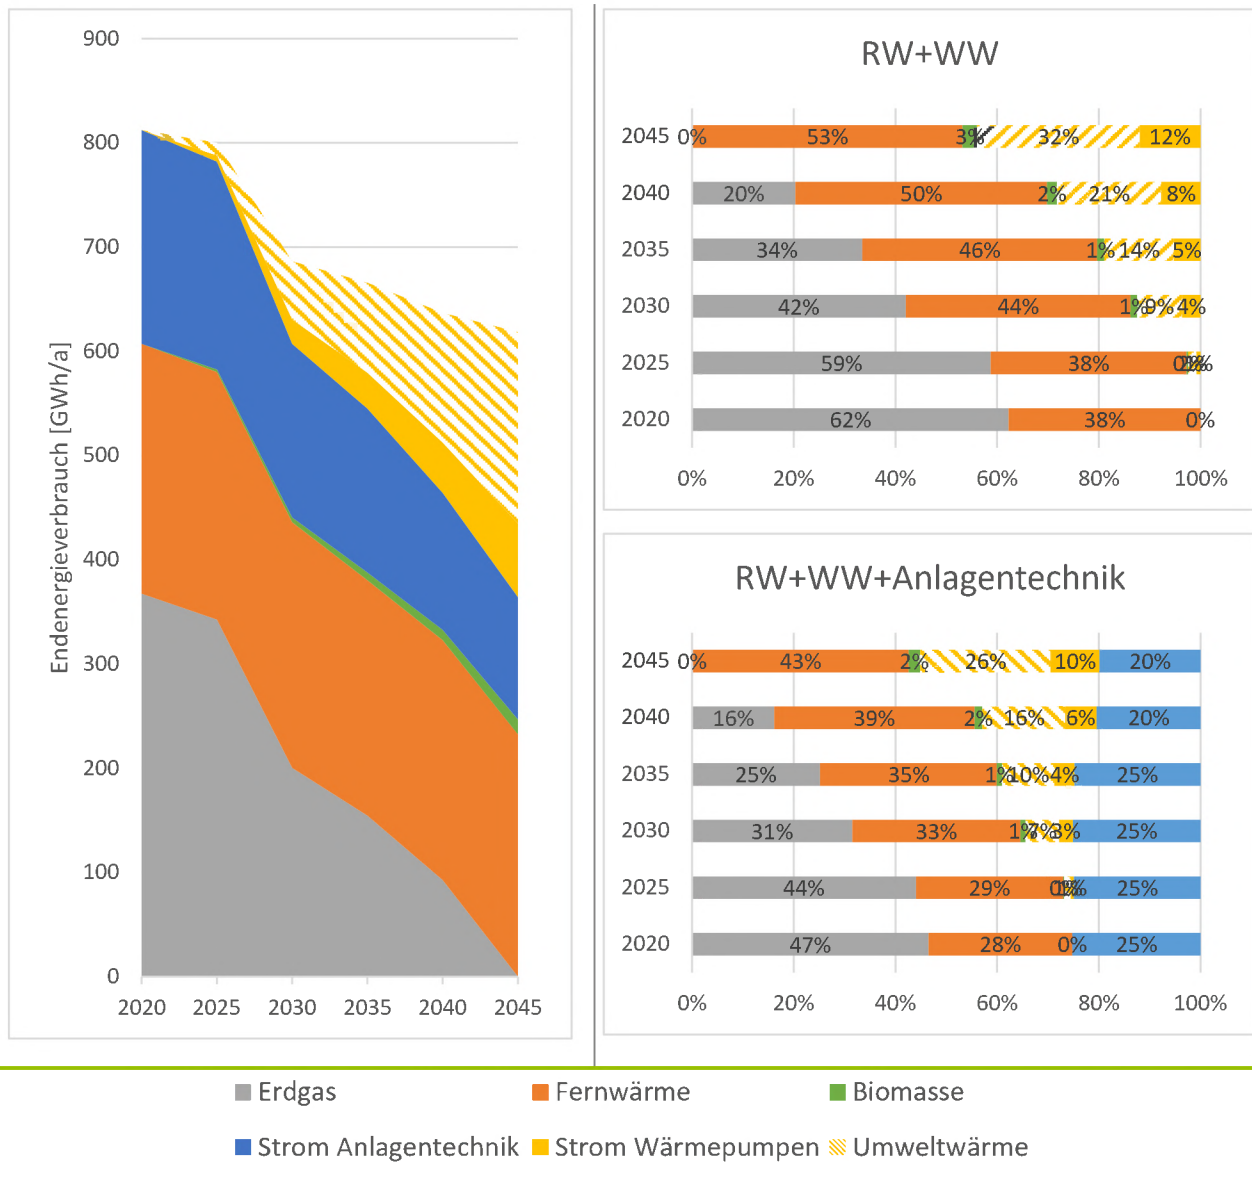 900
800
700
600
500
400
300
200
100
0
Endenergieverbrauch [GWh/a]
2020 2025 2030 2035 2040 2045
RW+WW
2045 0% 53% 3% 32% 12%
2040 20% 50% 2% 21% 8%
2035 34% 46% 1% 14% 5%
2030 42% 44% 1% 9% 4%
2025 59% 38% 2%
2020 62% 38% 0%
0% 20% 40% 60% 80% 100%
RW+WW+Anlagentechnik
2045 0% 43% 2% 26% 10% 20%
2040 16% 39% 2% 16% 6% 20%
2035 25% 35% 1% 10% 4% 25%
2030 31% 33% 1% 7% 3% 25%
2025 44% 29% 25%
2020 47% 28% 0% 25%
0% 20% 40% 60% 80% 100%
Erdgas Fernwärme Biomasse
Strom Anlagentechnik Strom Wärmepumpen Umweltwärme